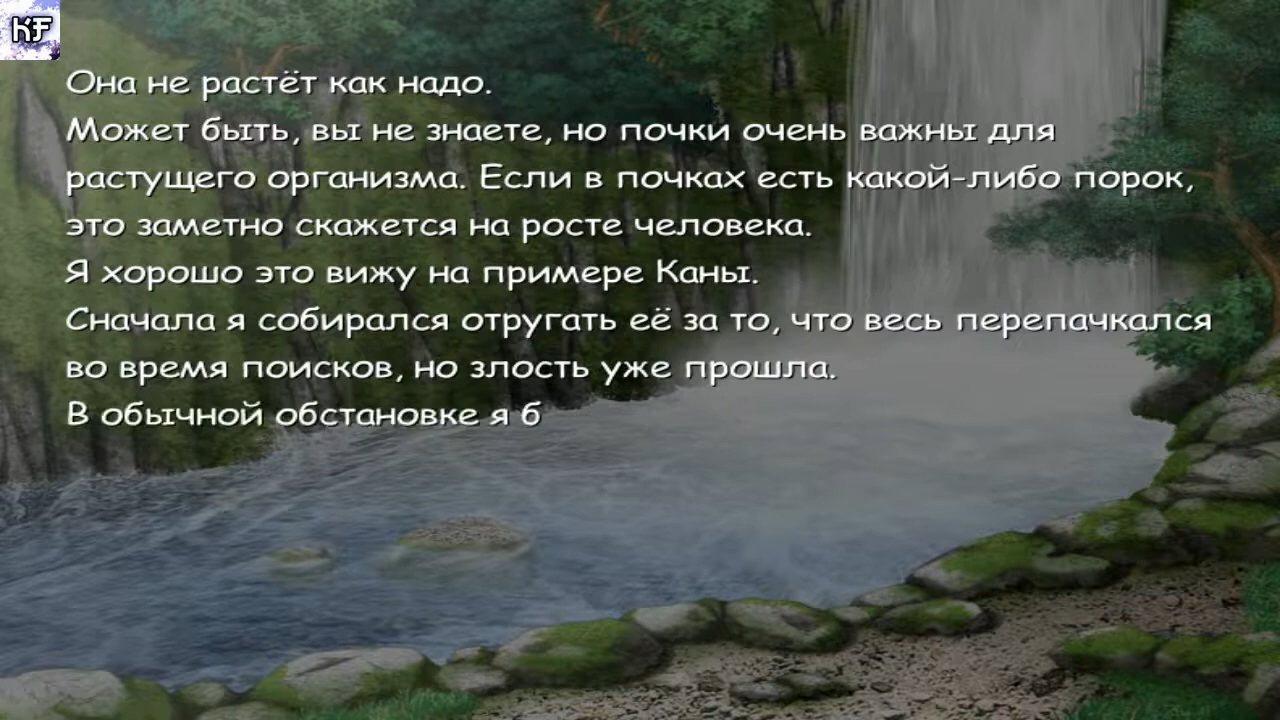 KF
Она не растёт как надо.
Может быть, вы не знаете, но почки очень важны для
растущего организма. Если в почках есть какой-либо порок,
это заметно скажется на росте человека.
Я хорошо это вижу на примере Каны.
Сначала я собирался отругать её за то, что весь перепачкался
во время поисков, но злость уже прошла.
В обычной обстановке я б